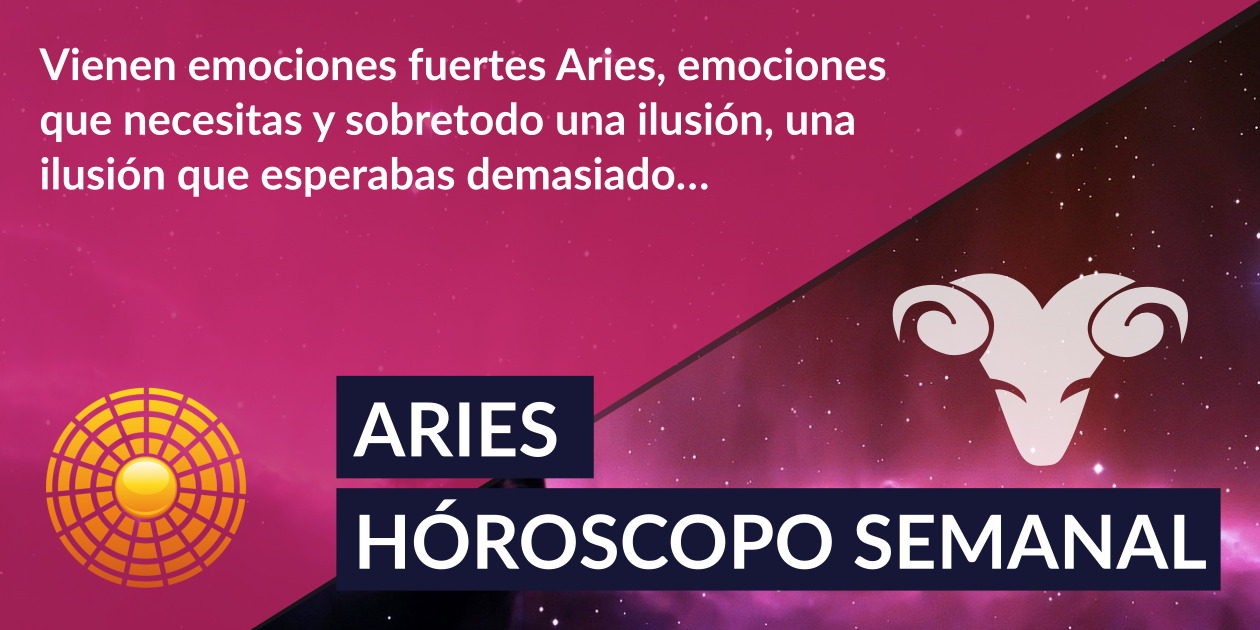 Vienen emociones fuertes Aries, emociones
que necesitas y sobretodo una ilusión, una
ilusión que esperabas demasiado...
ARIES
HÓROSCOPO SEMANAL